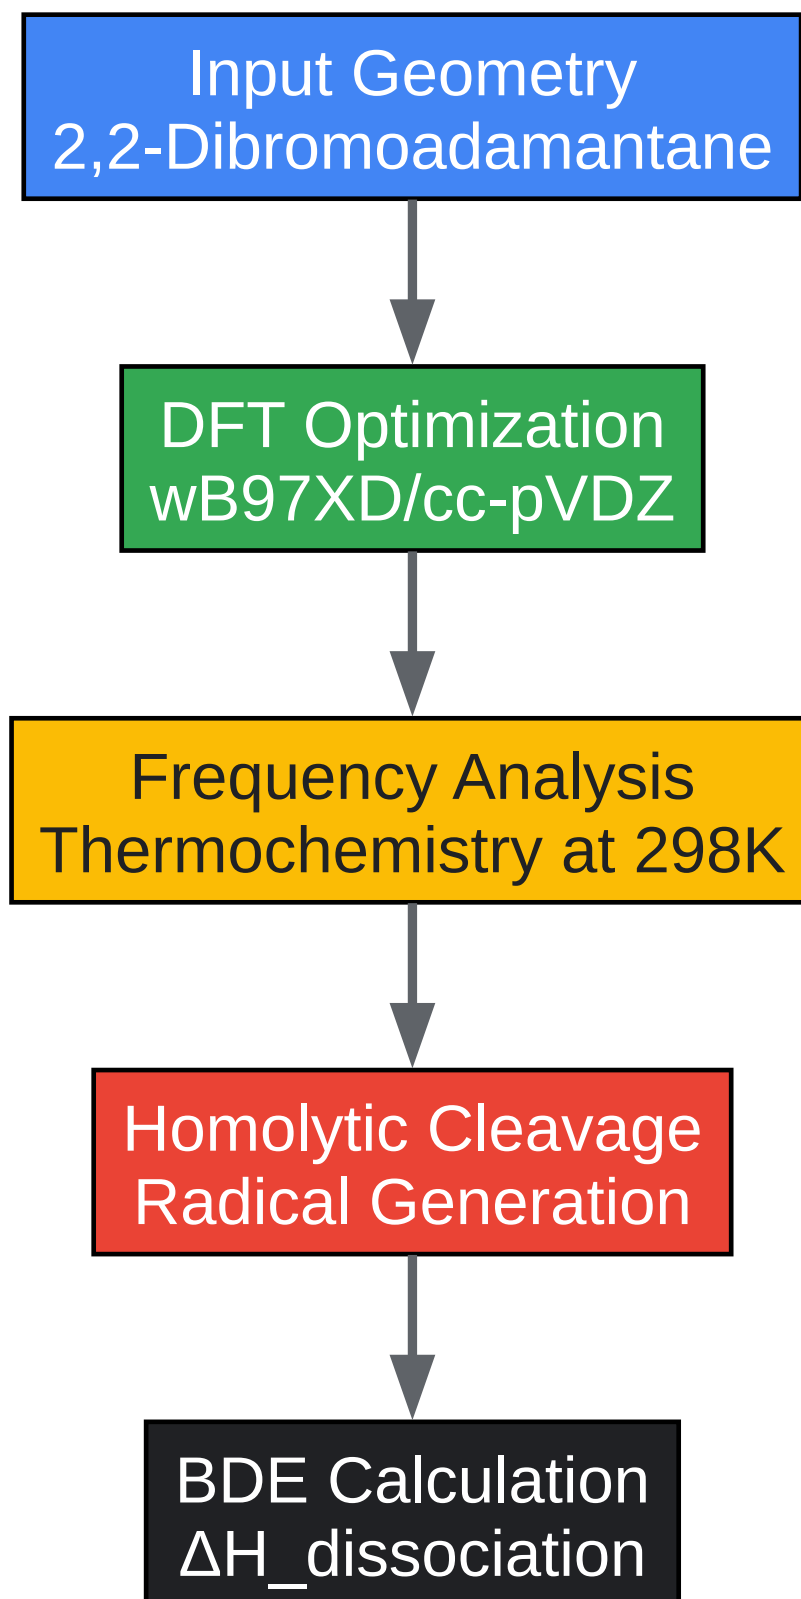 Input Geometry
2,2-Dibromoadamantane
DFT Optimization
wB97XD/cc-pVDZ
Frequency Analysis
Thermochemistry at 298K
Homolytic Cleavage
Radical Generation
BDE Calculation
ΔH_dissociation